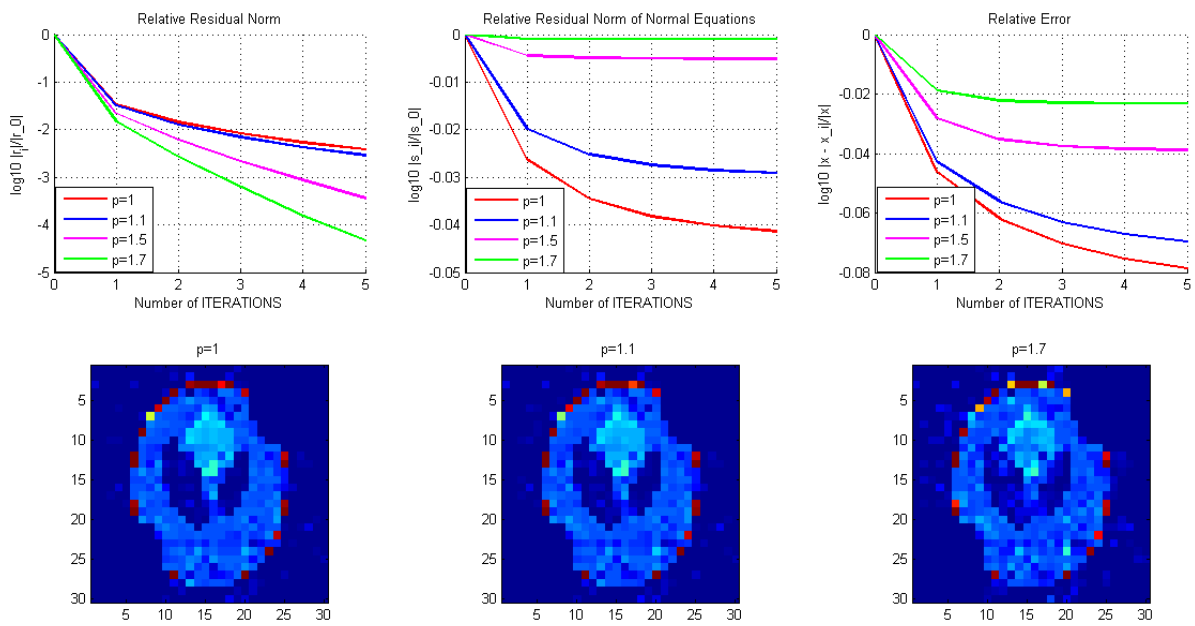 Relative Residual Norm
0
-1
-2
-3
-4
-5
log10 |r_i|/|r_0|
p=1
p=1.1
p=1.5
p=1.7
0 1 2 3 4 5
Number of ITERATIONS
Relative Residual Norm of Normal Equations
0
-0.01
-0.02
-0.03
-0.04
-0.05
log10 |s_i|/|s_0|
p=1
p=1.1
p=1.5
p=1.7
0 1 2 3 4 5
Number of ITERATIONS
Relative Error
0
-0.02
-0.04
-0.06
-0.08
log10 |x - x_i|/|x|
p=1
p=1.1
p=1.5
p=1.7
0 1 2 3 4 5
Number of ITERATIONS
p=1
5
10
15
20
25
30
5 10 15 20 25 30
p=1.1
5
10
15
20
25
30
5 10 15 20 25 30
p=1.7
5
10
15
20
25
30
5 10 15 20 25 30